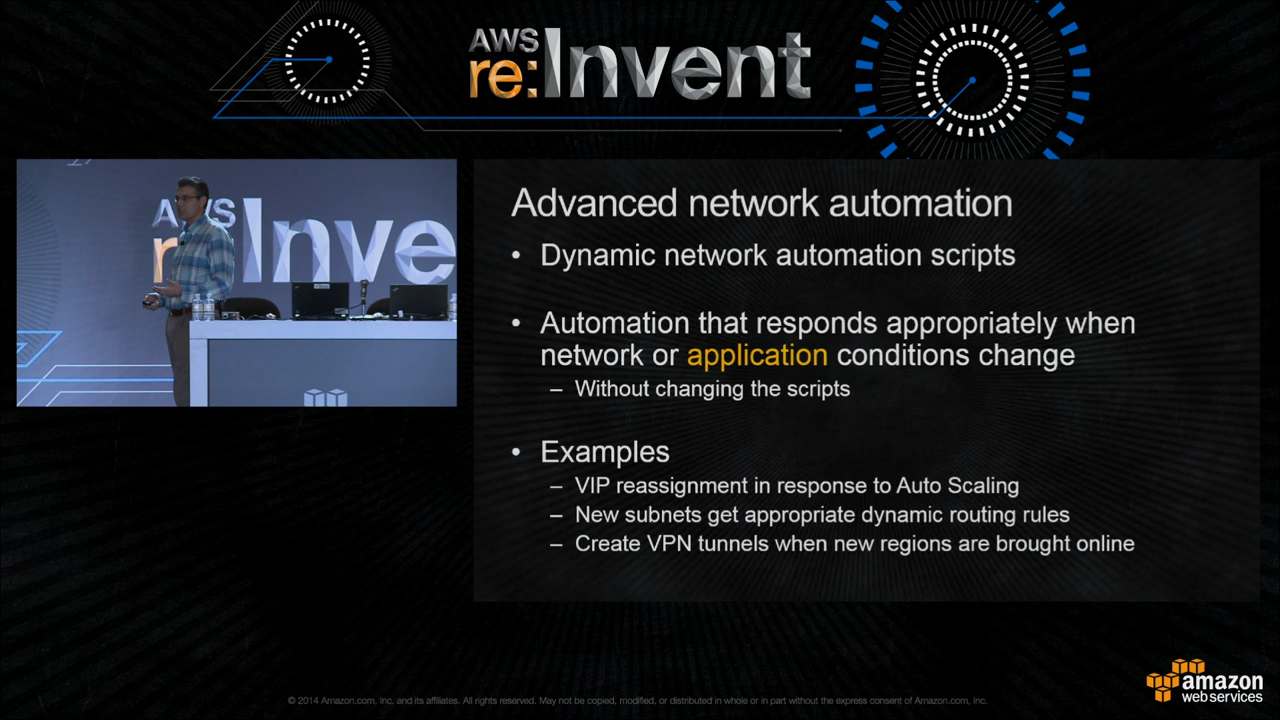 AWS
re:Invent
AWS
r Inve
Advanced network automation
• Dynamic network automation scripts
• Automation that responds appropriately when
network or application conditions change
– Without changing the scripts
• Examples
– VIP reassignment in response to Auto Scaling
– New subnets get appropriate dynamic routing rules
– Create VPN tunnels when new regions are brought online
© 2014 Amazon.com, inc. and its affiliates. All rights reserved. May not be copied, modified, or distributed in whole or in part without the express consent of Amazon.com, inc.
amazon
web services